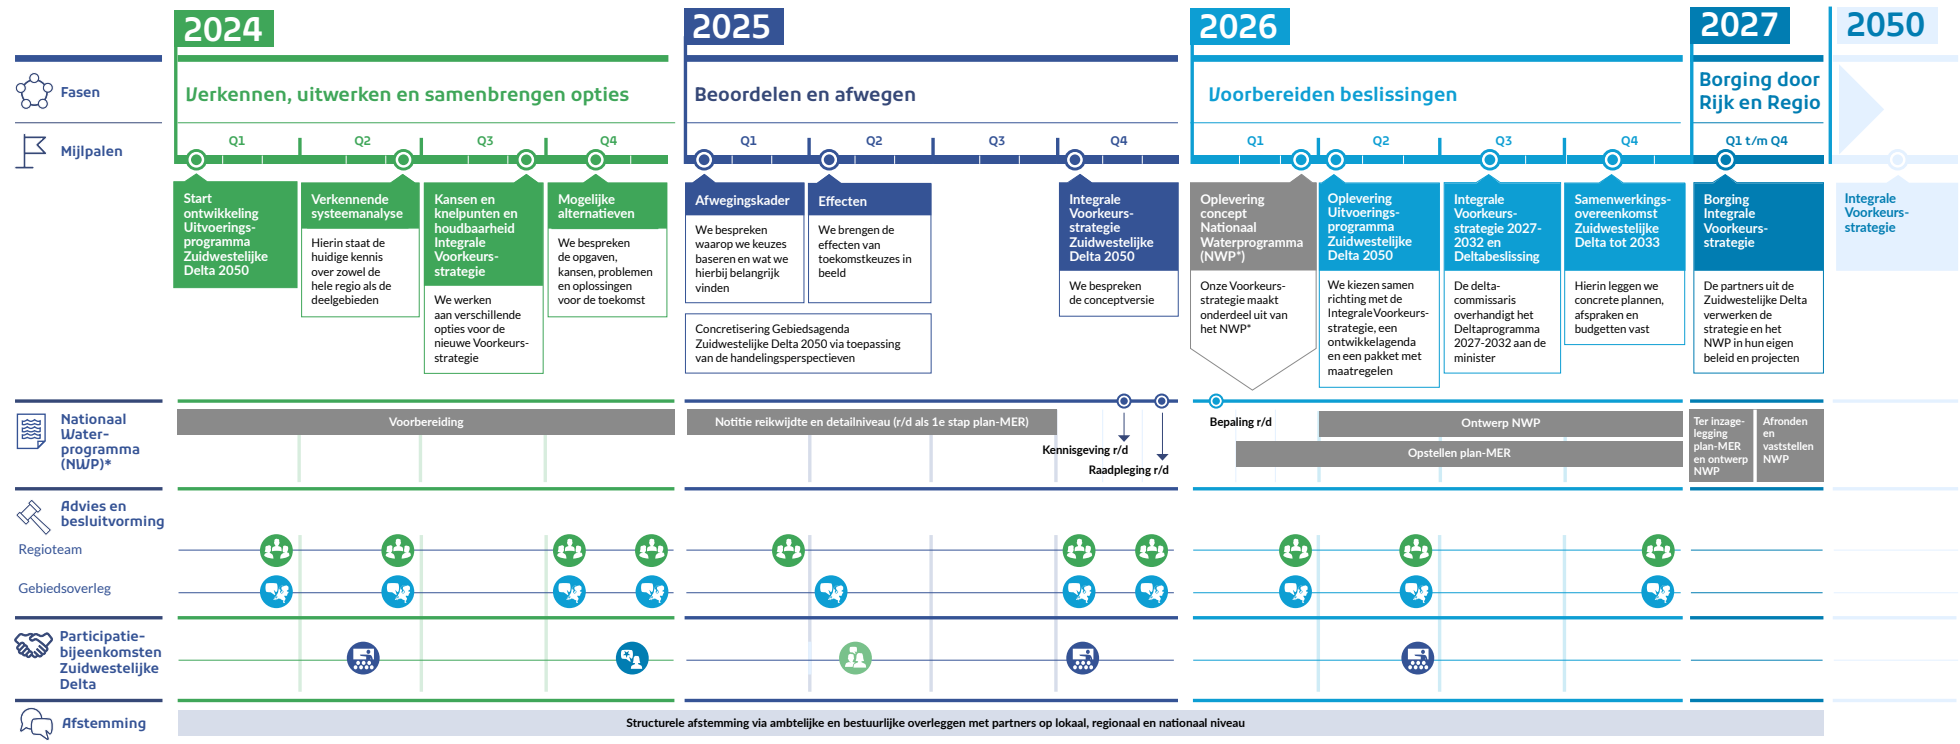 2024
2025
2026
2027
2050
Fasen
Verkennen, uitwerken en samenbrengen opties
Beoordelen en afwegen
Voorbereiden beslissingen
Borging door
Rijk en Regio
Mijlpalen
Q1
Q2
Q3
Q4
Q1
Q2
Q3
Q4
Q1
Q2
Q3
Q4
Q1 t/m Q4
Start
ontwikkeling
Uitvoerings-
programma
Zuidwestelijke
Delta 2050
Verkennende
systeemanalyse
Hierin staat de
huidige kennis
over zowel de
hele regio als de
deelgebieden
Kansen en
knelpunten en
houdbaarheid
Integrale
Voorkeurs-
strategie
We werken
aan verschillende
opties voor de
nieuwe Voorkeurs-
strategie
Mogelijke
alternatieven
We bespreken
de opgaven,
kansen, problemen
en oplossingen
voor de toekomst
Afwegingskader
We bespreken
waarop we keuzes
baseren en wat we
hierbij belangrijk
vinden
Effecten
We brengen de
effecten van
toekomstkeuzes in
beeld
Concretisering Gebiedsagenda
Zuidwestelijke Delta 2050 via toepassing
van de handelingsperspectieven
Integrale
Voorkeurs-
strategie
Zuidwestelijke
Delta 2050
We bespreken
de conceptversie
Oplevering
concept
Nationaal
Waterprogramma
(NWP*)
Onze Voorkeurs-
strategie maakt
onderdeel uit van
het NWP*
Oplevering
Uitvoerings-
programma
Zuidwestelijke
Delta 2050
We kiezen samen
richting met de
Integrale Voorkeurs-
strategie, een
ontwikkelagenda
en een pakket met
maatregelen
Integrale
Voorkeurs-
strategie 2027-
2032 en
Deltabeslissing
De delta-
commissaris
overhandigt het
Deltaprogramma
2027-2032 aan de
minister
Samenwerkings-
overeenkomst
Zuidwestelijke
Delta tot 2033
Hierin leggen we
concrete plannen,
afspraken en
budgetten vast
Borging
Integrale
Voorkeurs-
strategie
De partners uit de
Zuidwestelijke Delta
verwerken de
strategie en het
NWP in hun eigen
beleid en projecten
Integrale
Voorkeurs-
strategie
Nationaal
Water-
programma
(NWP)*
Voorbereiding
Notitie reikwijdte en detailniveau (r/d als 1e stap plan-MER)
Kennisgeving r/d
Raadpleging r/d
Bepaling r/d
Ontwerp NWP
Opstellen plan-MER
Ter inzage-
legging
plan-MER
en ontwerp
NWP
Afronden
en
vaststellen
NWP
Advies en
besluitvorming
Regioteam
Gebiedsoverleg
Participatie-
bijeenkomsten
Zuidwestelijke
Delta
Afstemming
Structurele afstemming via ambtelijke en bestuurlijke overleggen met partners op lokaal, regionaal en nationaal niveau